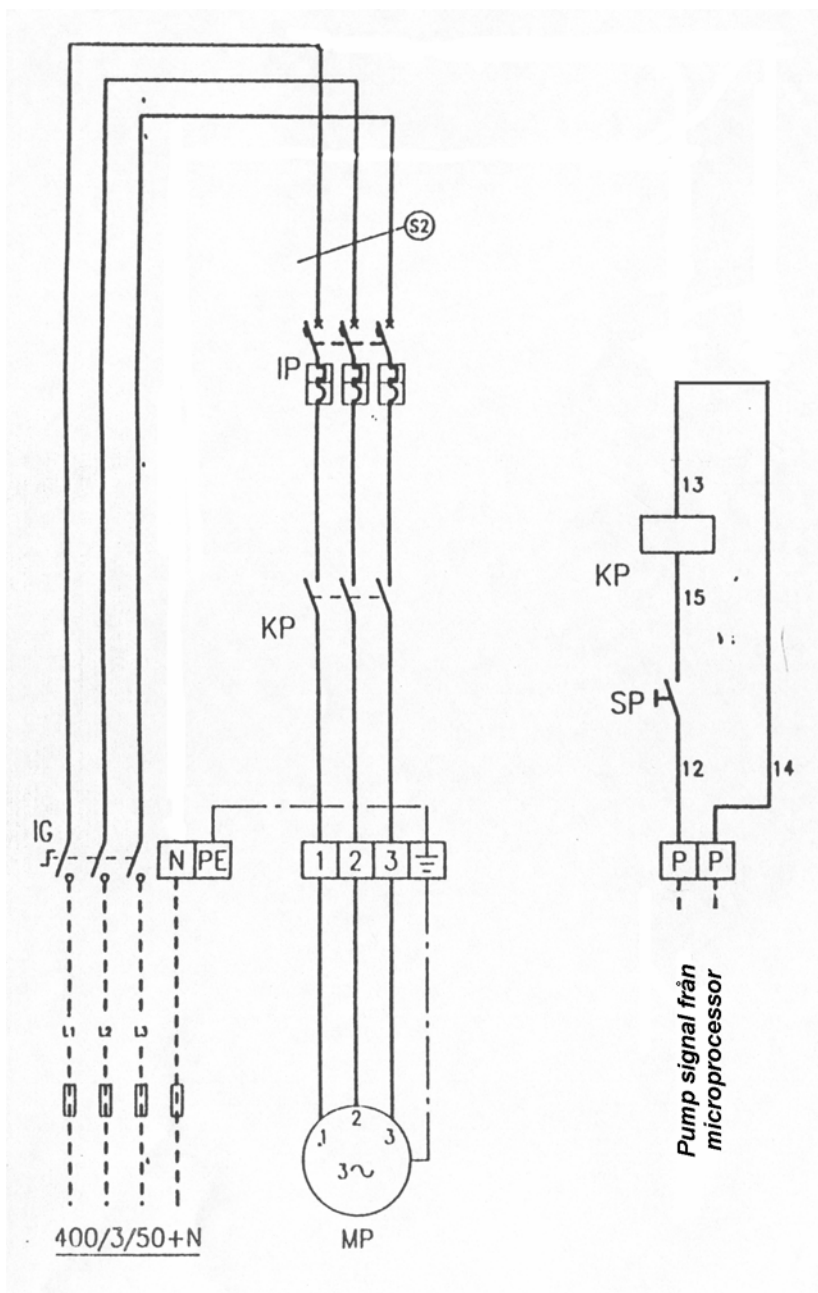 S2
IP
13
KP
15
KP
SP
12
14
IG
N PE
1 2 3
P P
L1 L2 L3
Pump signal från
microprocessor
1 2 3
3~
400/3/50+N
MP